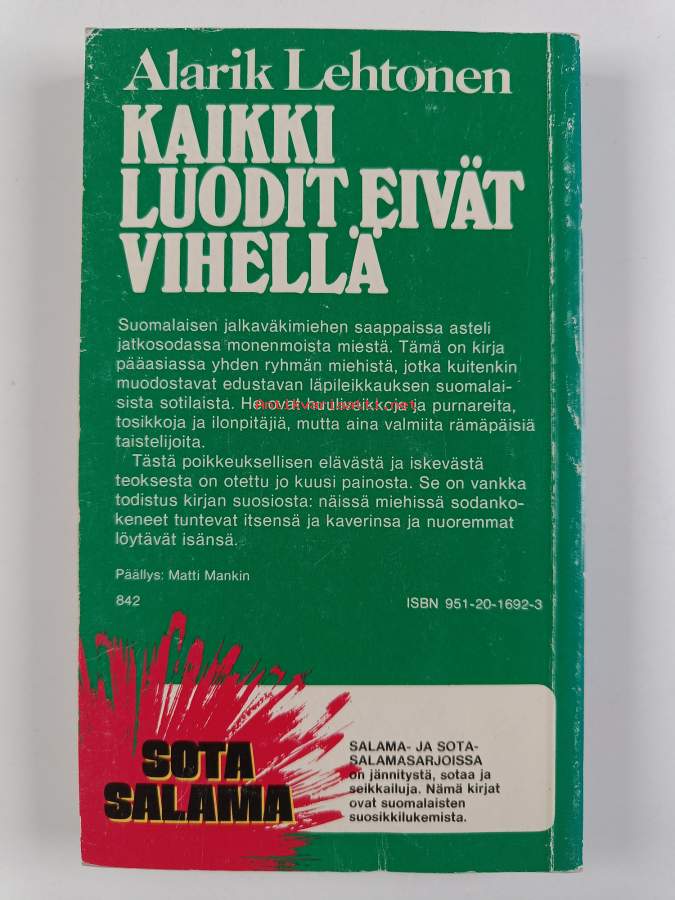 Alarik Lehtonen
KAIKKI
LUODIT EIVÄT
VIHELLÄ
Suomalaisen jalkaväkimiehen saappaissa asteli
jatkosodassa monenmoista miestä. Tämä on kirja
pääasiassa yhden ryhmän miehistä, jotka kuitenkin
muodostavat edustavan läpileikkauksen suomalai-
sista sotilaista. He ovat huuliveikkoja ja purnareita,
tosikkoja ja ilonpitäjiä, mutta aina valmiita rämäpäisiä
taistelijoita.
Tästä poikkeuksellisen elävästä ja iskevästä
teoksesta on otettu jo kuusi painosta. Se on vankka
todistus kirjan suosiosta: näissä miehissä sodanko-
keneet tuntevat itsensä ja kaverinsa ja nuoremmat
löytävät isänsä.
Päällys: Matti Mankin
842 ISBN 951-20-1692-3
SOTA
SALAMA
SALAMA- JA SOTA-
SALAMASARJOISSA
on jännitystä, sotaa ja
seikkailuja. Nämä kirjat
ovat suomalaisten
suosikkilukemista.